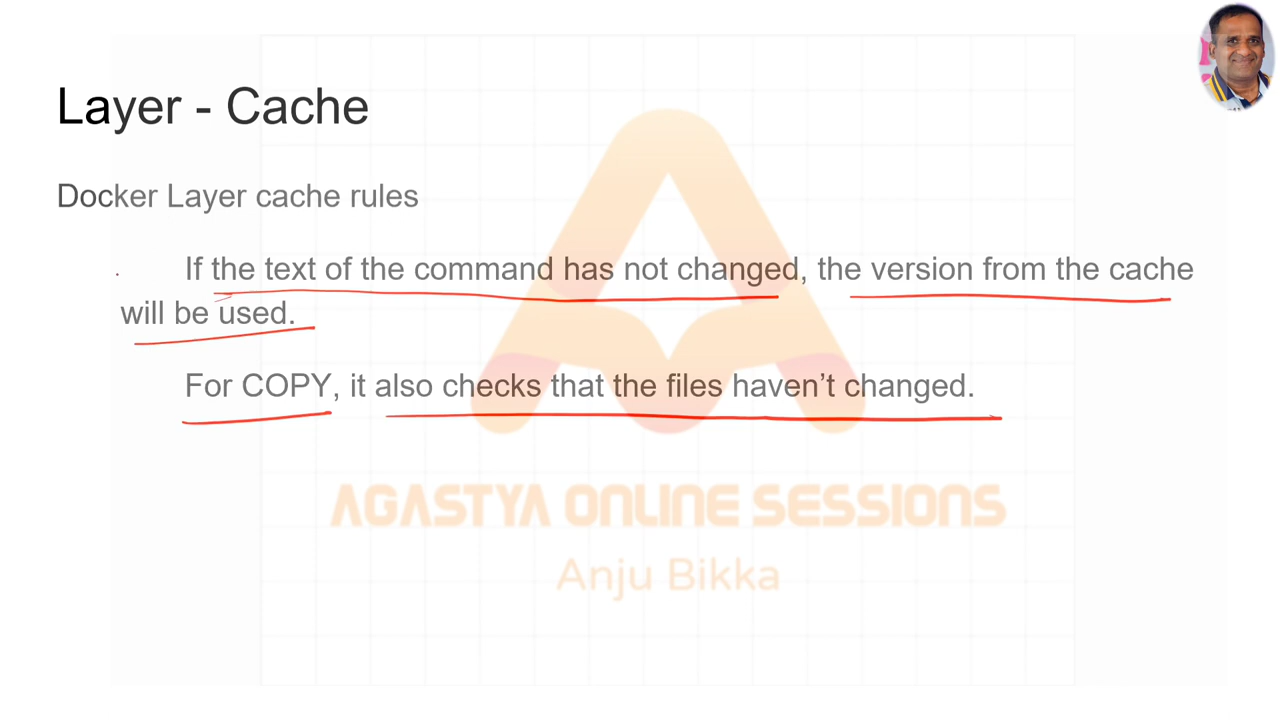 Layer - Cache
Docker Layer cache rules
If the text of the command has not changed, the version from the cache
will be used.
For COPY, it also checks that the files haven’t changed.
AGASTYA ONLINE SESSIONS
Anju Bikka